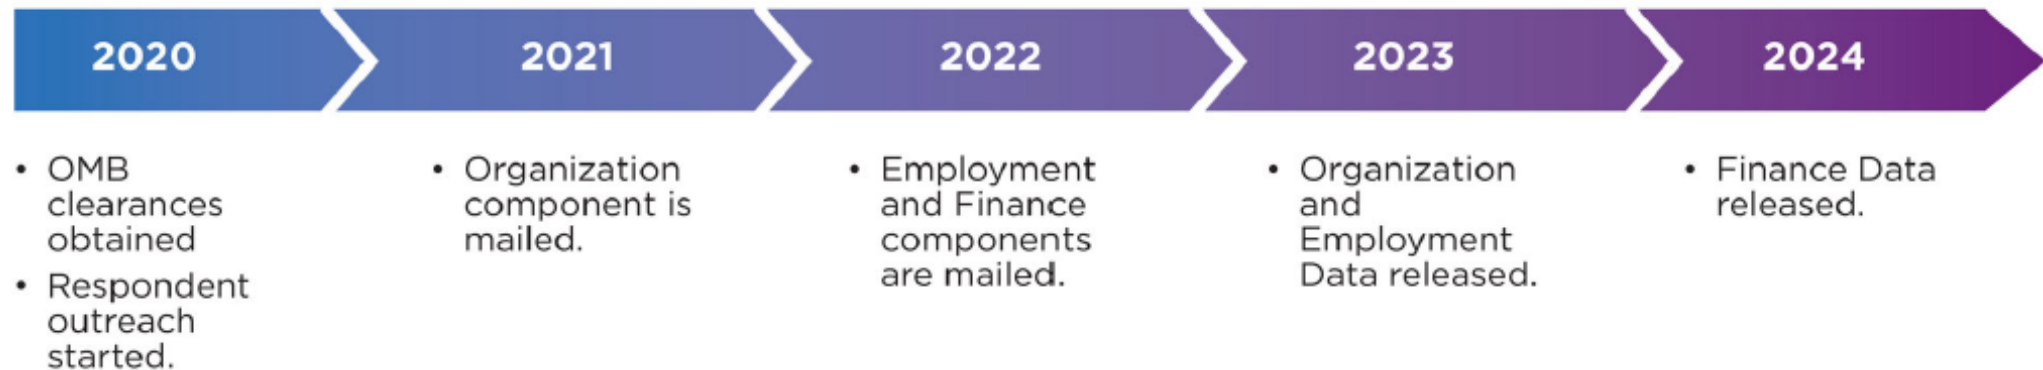 2020
2021
2022
2023
2024
• OMB
clearances
obtained
• Respondent
outreach
started.
• Organization
component is
mailed.
• Employment
and Finance
components
are mailed.
• Organization
and
Employment
Data released.
• Finance Data
released.